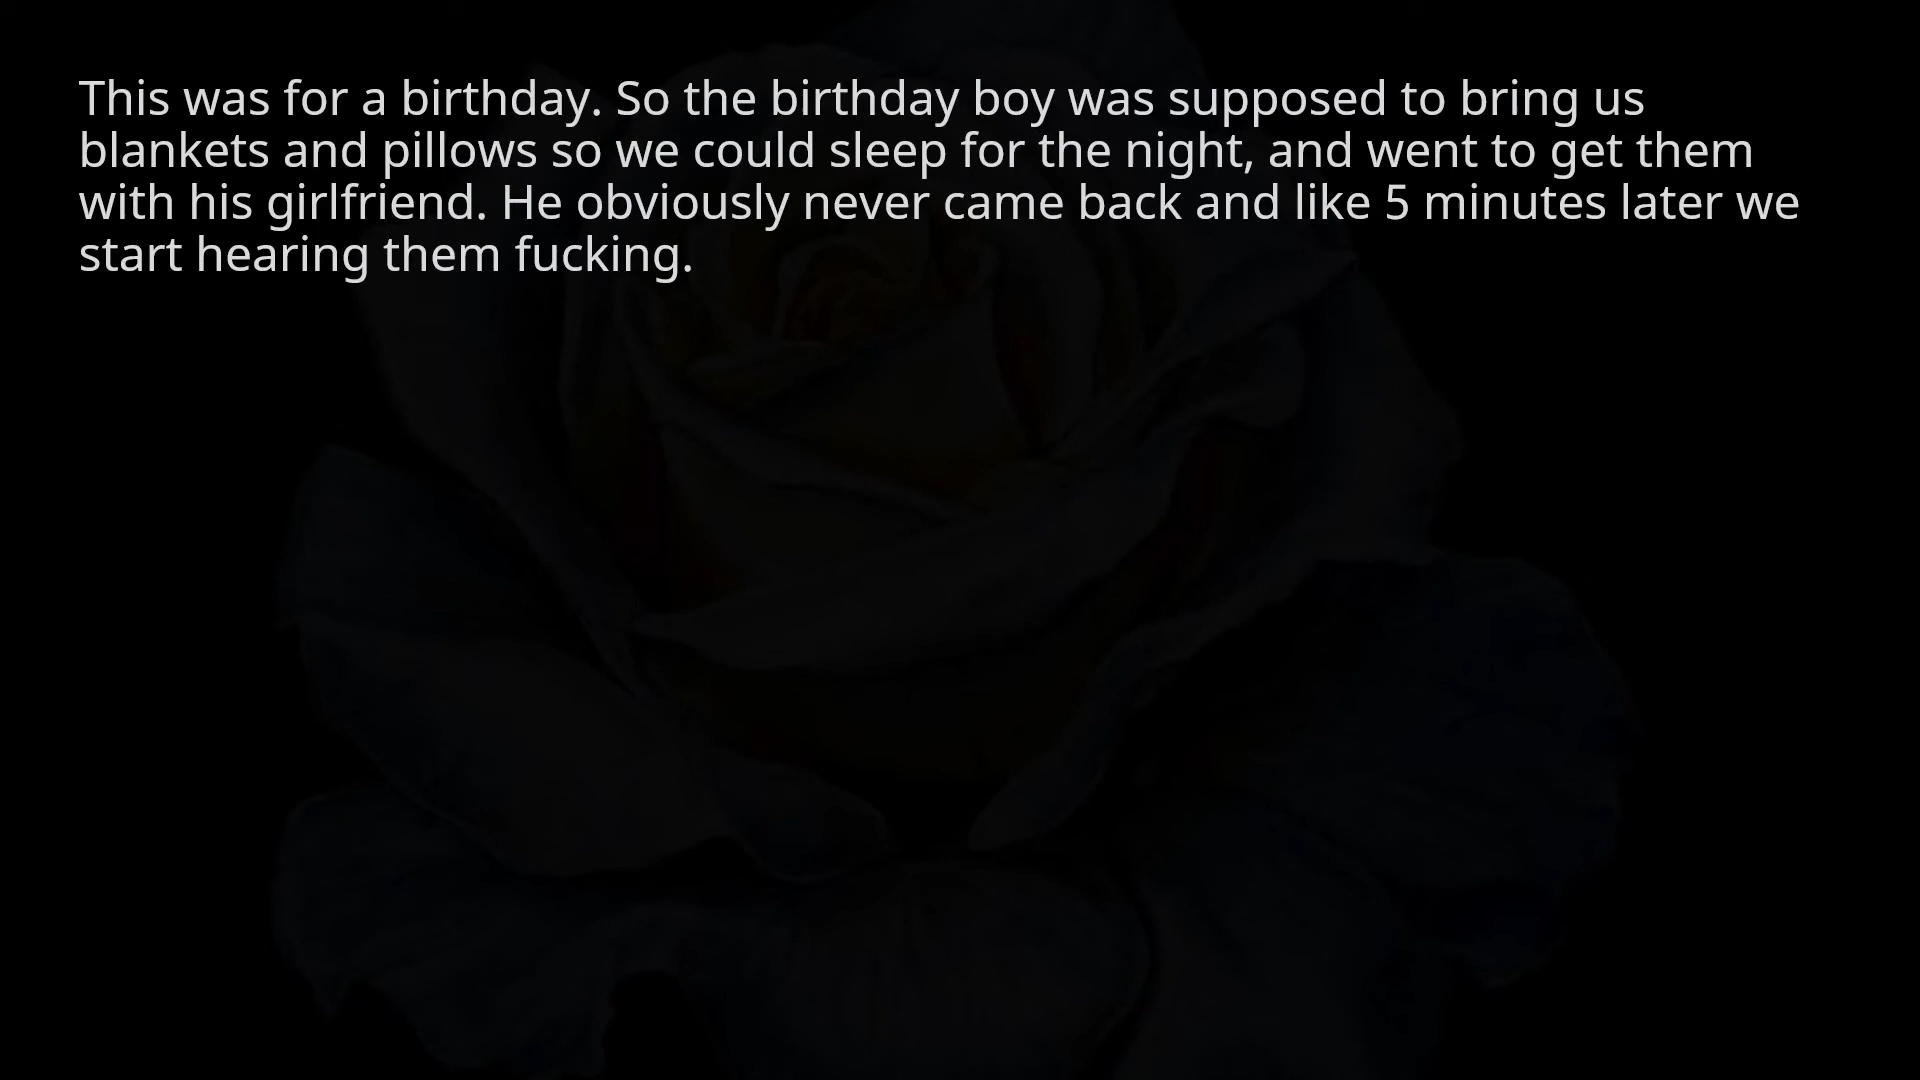 This was for a birthday. So the birthday boy was supposed to bring us
blankets and pillows so we could sleep for the night, and went to get them
with his girlfriend. He obviously never came back and like 5 minutes later we
start hearing them fucking.